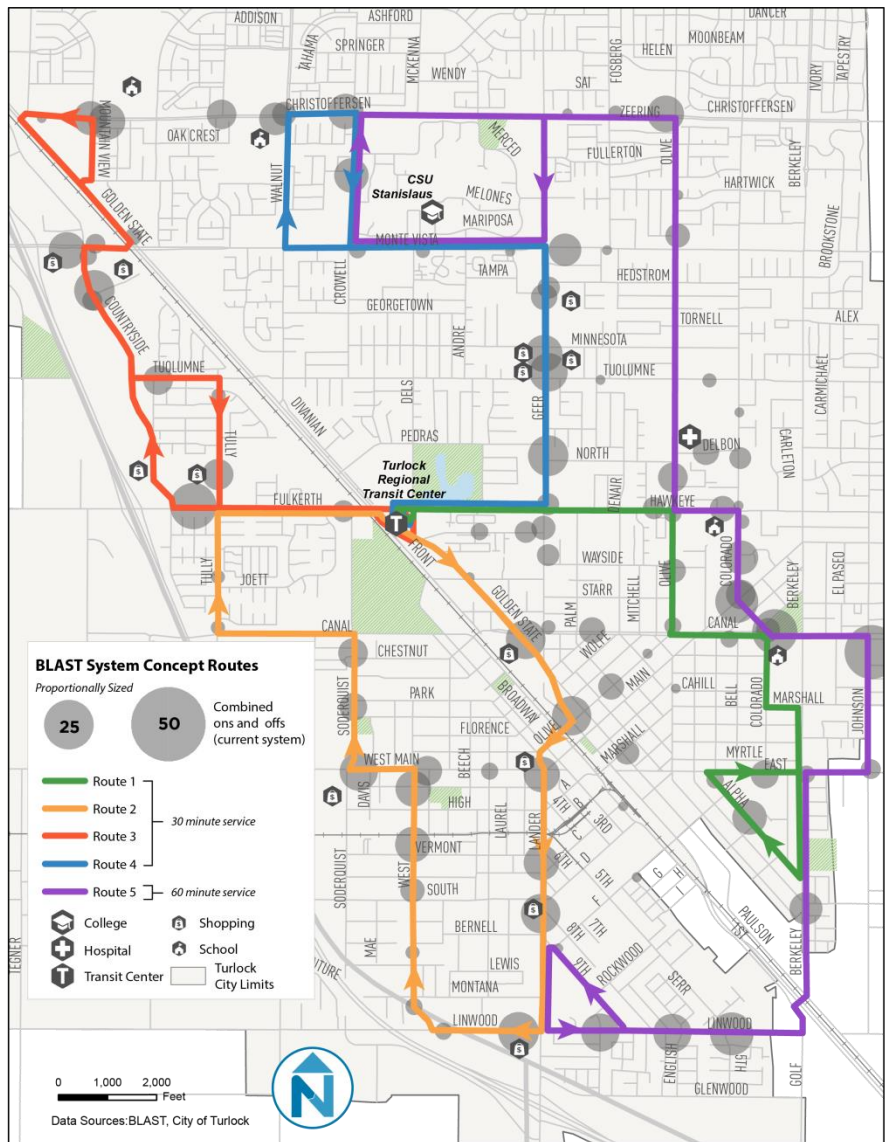 ADDISON
ASHFORD
DANCER
MOONBEAM
SPRINGER
TAHAMA
MCKENNA
FOSBERG
HELEN
WENDY
SAT
IVORY
TAPESTRY
MOUNTAIN VIEW
CHRISTOFFERSEN
ZEERING
CHRISTOFFERSEN
OAK CREST
MERCED
FULLERTON
OLIVE
BERKELEY
WALNUT
CSU
Stanislaus
MELONES
HARTWICK
MARIPOSA
GOLDEN STATE
MONTE VISTA
BROOKSTONE
CROWELL
TAMPA
HEDSTROM
COUNTRYSIDE
GEORGETOWN
TORNELL
ALEX
ANDRE
MINNESOTA
TUOLUMNE
TUOLUMNE
CARMICHAEL
DELS
GEER
DIVANIAN
TULLY
PEDRAS
NORTH
DELBON
CARLETON
Turlock
Regional
Transit Center
FULKERTH
DENAIR
HAWKEYE
FRONT
WAYSIDE
COLORADO
BERKELEY
EL PASEO
TULLY
JOETT
GOLDEN STATE
STARR
PALM
MITCHELL
OLIVE
CANAL
CANAL
CHESTNUT
WOLFE
MAIN
CAHILL
BELL
COLORADO
MARSHALL
JOHNSON
SODERQUIST
PARK
BROADWAY
FLORENCE
OLIVE
MARSHALL
WEST MAIN
BEECH
MYRTLE
EAST
DAVIS
HIGH
LAUREL
LANDER
A
B
C
D
4TH
3RD
ALPHA
VERMONT
6TH
5TH
F
G
H
SODERQUIST
WEST
SOUTH
7TH
8TH
BERNELL
9TH
ROCKWOOD
PAULSON
1ST
BERKELEY
TEGNER
MAE
LEWIS
SERR
MONTANA
LINWOOD
LINWOOD
ENGLISH
5TH
GOLF
GLENWOOD
BLAST System Concept Routes
Proportionally Sized
25
50
Combined
ons and offs
(current system)
Route 1
Route 2
Route 3
Route 4
30 minute service
Route 5
60 minute service
College
Shopping
Hospital
School
Transit Center
Turlock
City Limits
0 1,000 2,000
Feet
N
Data Sources:BLAST, City of Turlock